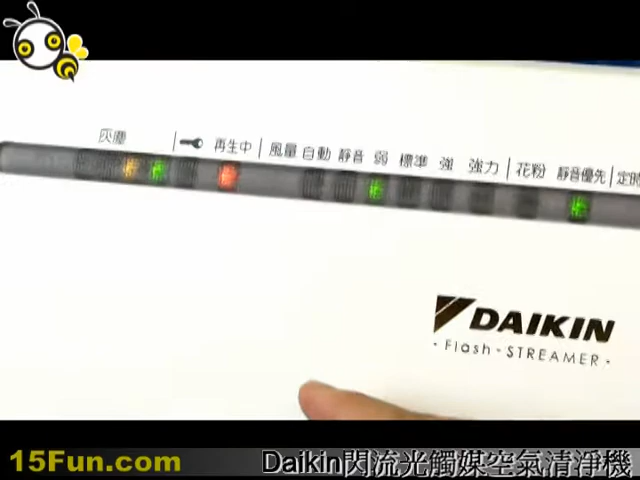 灰塵 再生中 風量 自動 靜音 弱 標準 強 強力 花粉 靜音優先 定時
DAIKIN
Flash-STREAMER
15Fun.com Daikin閃流光觸媒空氣清淨機